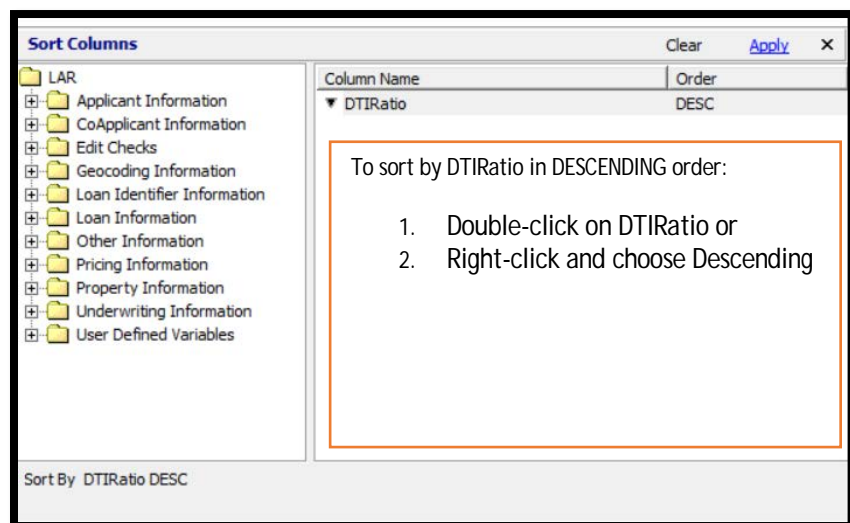 Sort Columns Clear Apply ×
LAR
Applicant Information
CoApplicant Information
Edit Checks
Geocoding Information
Loan Identifier Information
Loan Information
Other Information
Pricing Information
Property Information
Underwriting Information
User Defined Variables
Column Name Order
DTIRatio DESC
To sort by DTIRatio in DESCENDING order:
1. Double-click on DTIRatio or
2. Right-click and choose Descending
Sort By DTIRatio DESC